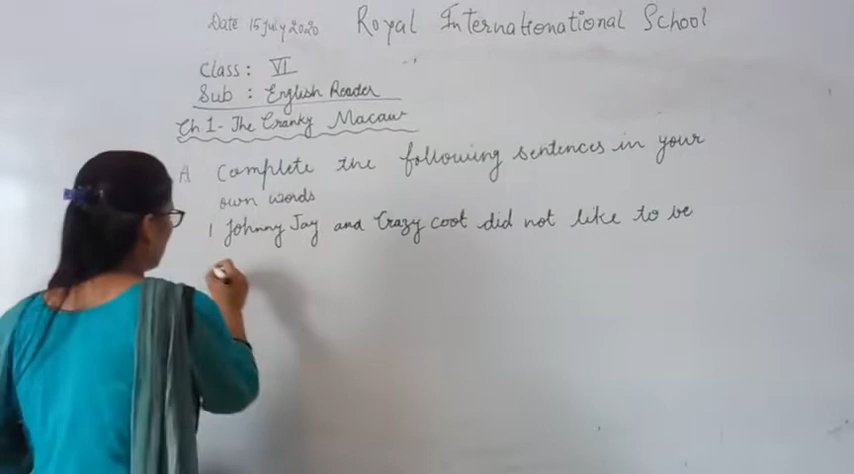 Date 15 July 2020 Royal International School
Class : VI
Sub : English Reader
Ch 1 - The Cranky Macaw
A Complete the following sentences in your
own words
1 Johnny Jay and Crazy coot did not like to be